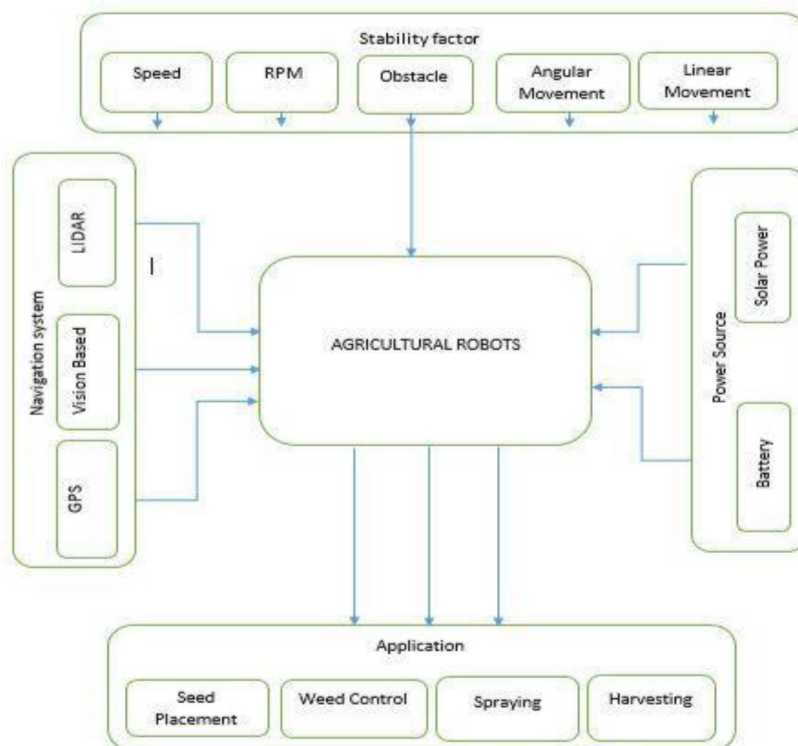 Stability factor
Speed
RPM
Obstacle
Angular
Movement
Linear
Movement
Navigation system
LIDAR
Vision Based
GPS
AGRICULTURAL ROBOTS
Solar Power
Power Source
Battery
Application
Seed
Placement
Weed Control
Spraying
Harvesting